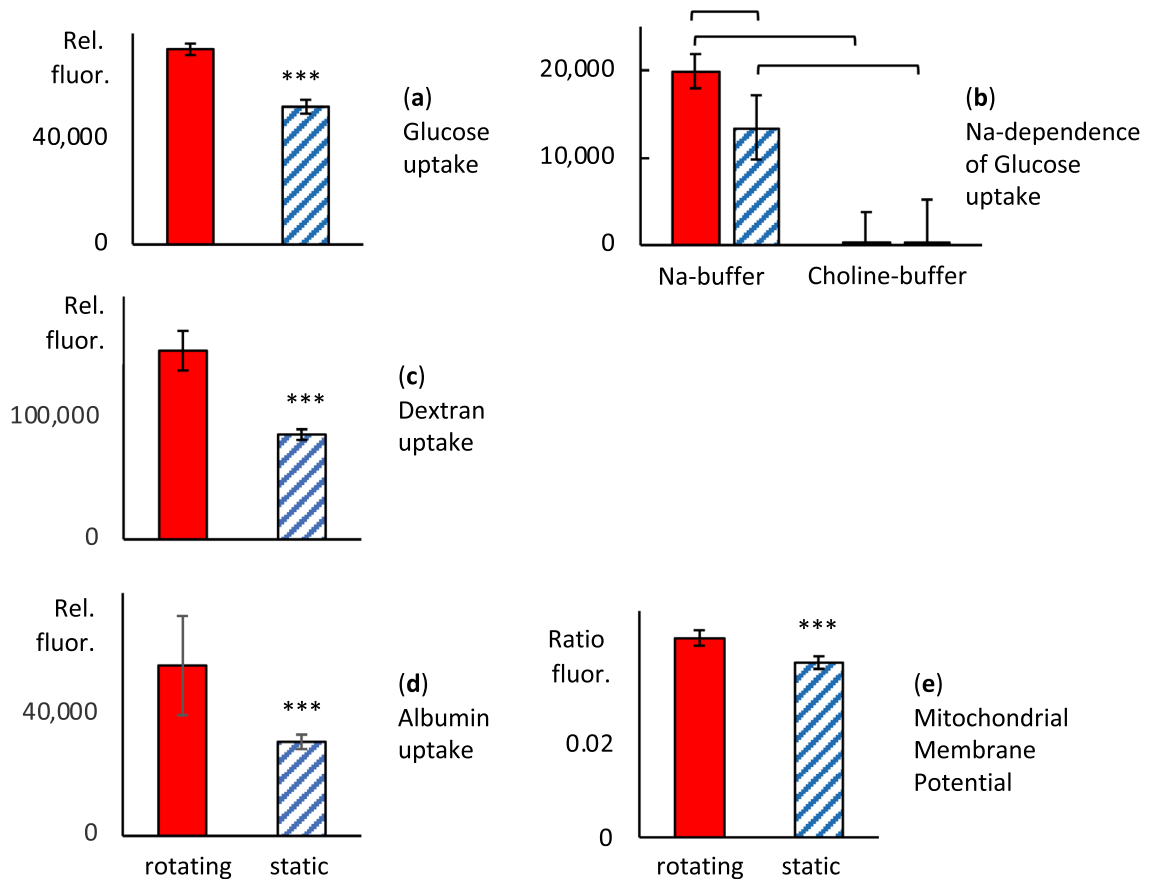 Rel.
fluor.
40,000
0
***
(a)
Glucose
uptake
20,000
10,000
0
Na-buffer Choline-buffer
(b)
Na-dependence
of Glucose
uptake
Rel.
fluor.
100,000
0
***
(c)
Dextran
uptake
Rel.
fluor.
40,000
0
***
rotating static
(d)
Albumin
uptake
Ratio
fluor.
0.02
0
***
rotating static
(e)
Mitochondrial
Membrane
Potential